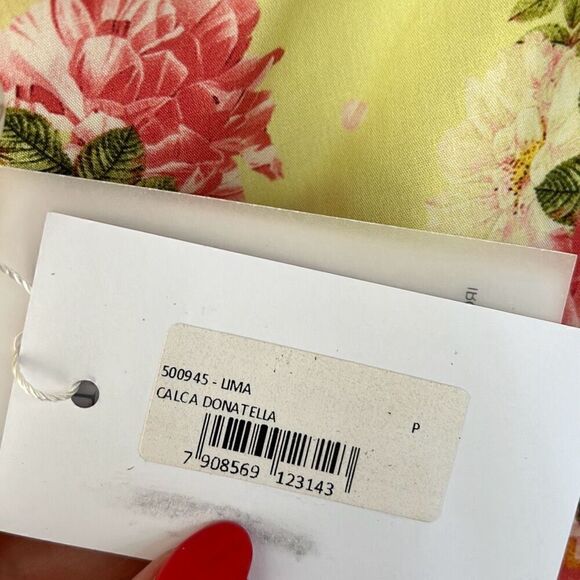 500945 - LIMA
CALCA DONATELLA
P
7 908569 123143